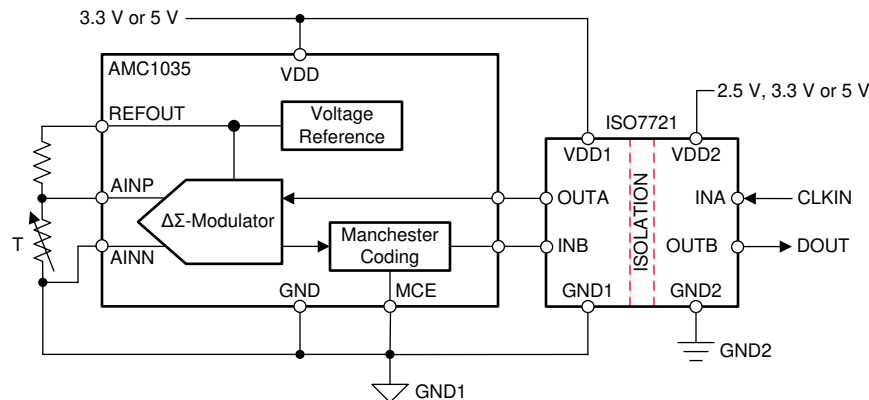 3.3 V or 5 V
AMC1035
VDD
REFOUT
Voltage
Reference
2.5 V, 3.3 V or 5 V
ISO7721
VDD1
VDD2
AINP
ΔΣ-Modulator
OUTA
ISOLATION
INA
CLKIN
T
Manchester
Coding
INB
OUTB
DOUT
AINN
GND
MCE
GND1
GND2
GND2
GND1